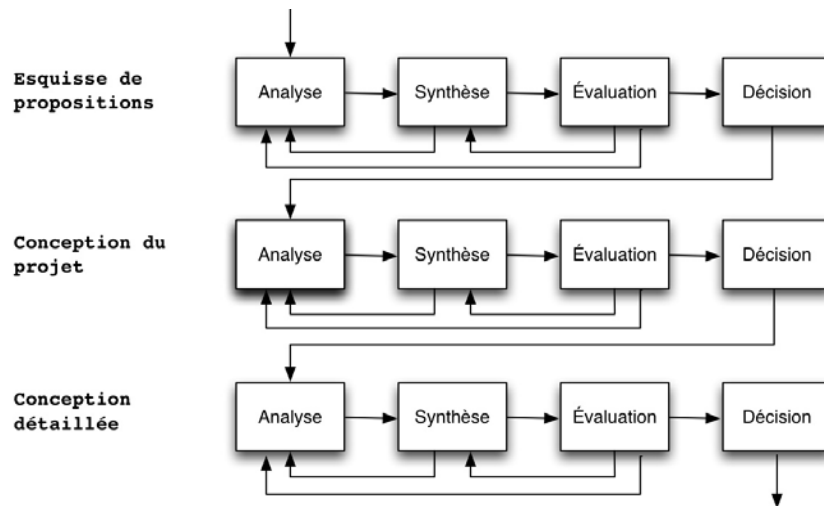 Esquisse de
propositions
Analyse
Synthèse
Évaluation
Décision
Conception du
projet
Analyse
Synthèse
Évaluation
Décision
Conception
détaillée
Analyse
Synthèse
Évaluation
Décision